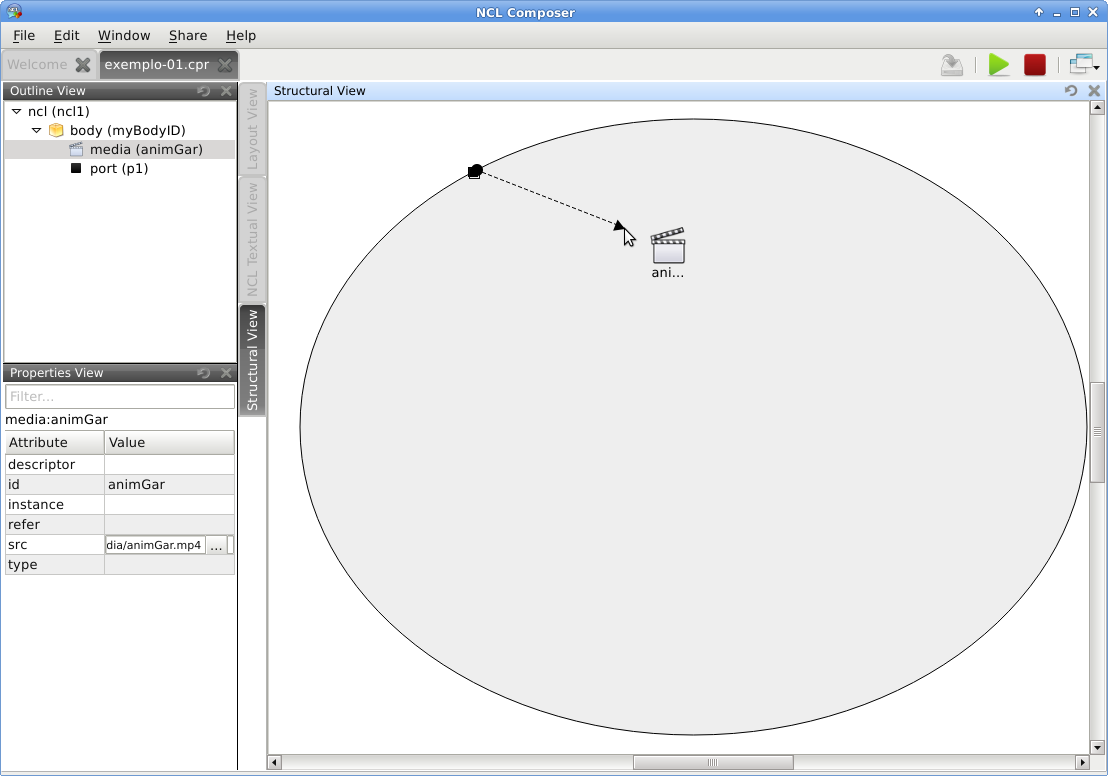 NCL Composer
File Edit Window Share Help
Welcome exemplo-01.cpr
Outline View
ncl (ncl1)
body (myBodyID)
media (animGar)
port (p1)
Properties View
Filter...
media:animGar
Attribute Value
descriptor
id animGar
instance
refer
src dia/animGar.mp4 ...
type
Layout View
NCL Textual View
Structural View
Structural View
ani...